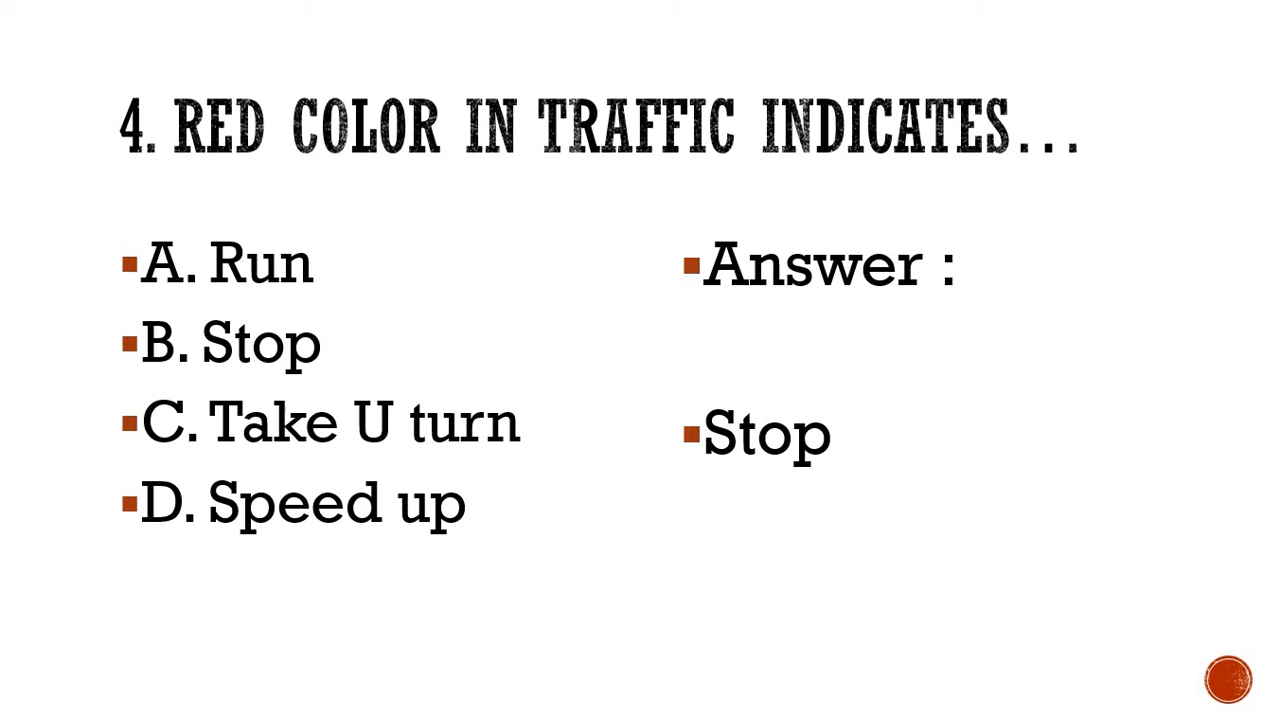 4. RED COLOR IN TRAFFIC INDICATES...
A. Run
B. Stop
C. Take U turn
D. Speed up
Answer :
Stop